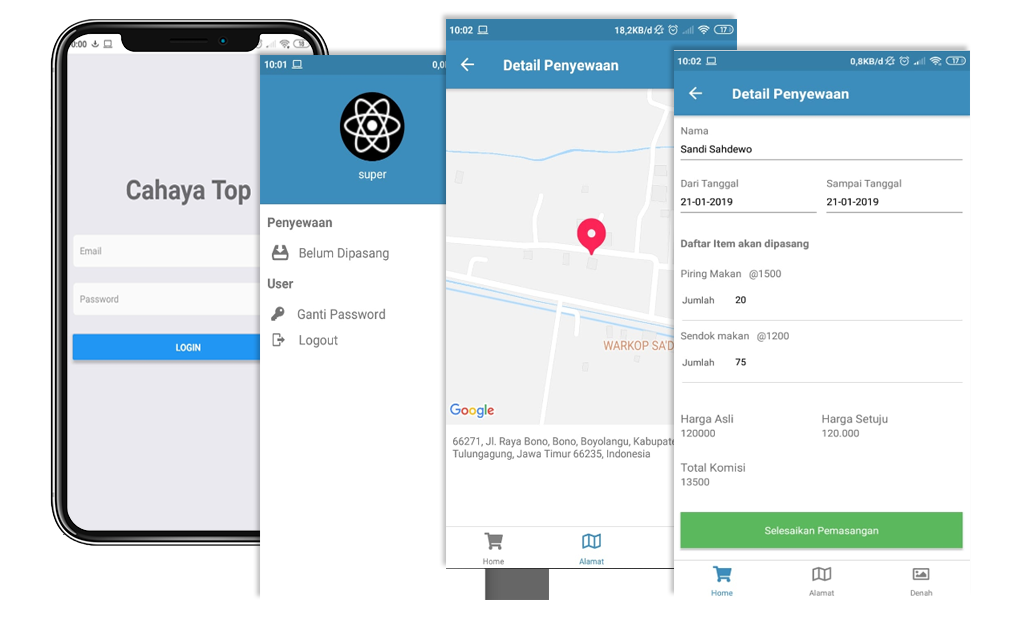 0:00
18
Cahaya Top
Email
Password
LOGIN
10:01
super
Penyewaan
Belum Dipasang
User
Ganti Password
Logout
10:02 18,2KB/d 17
Detail Penyewaan
WARKOP SA'D
Google
66271, Jl. Raya Bono, Bono, Boyolangu, Kabupate
Tulungagung, Jawa Timur 66235, Indonesia
Home Alamat
10:02 0,8KB/d 17
Detail Penyewaan
Nama
Sandi Sahdewo
Dari Tanggal Sampai Tanggal
21-01-2019 21-01-2019
Daftar Item akan dipasang
Piring Makan @1500
Jumlah 20
Sendok makan @1200
Jumlah 75
Harga Asli Harga Setuju
120000 120.000
Total Komisi
13500
Selesaikan Pemasangan
Home Alamat Denah